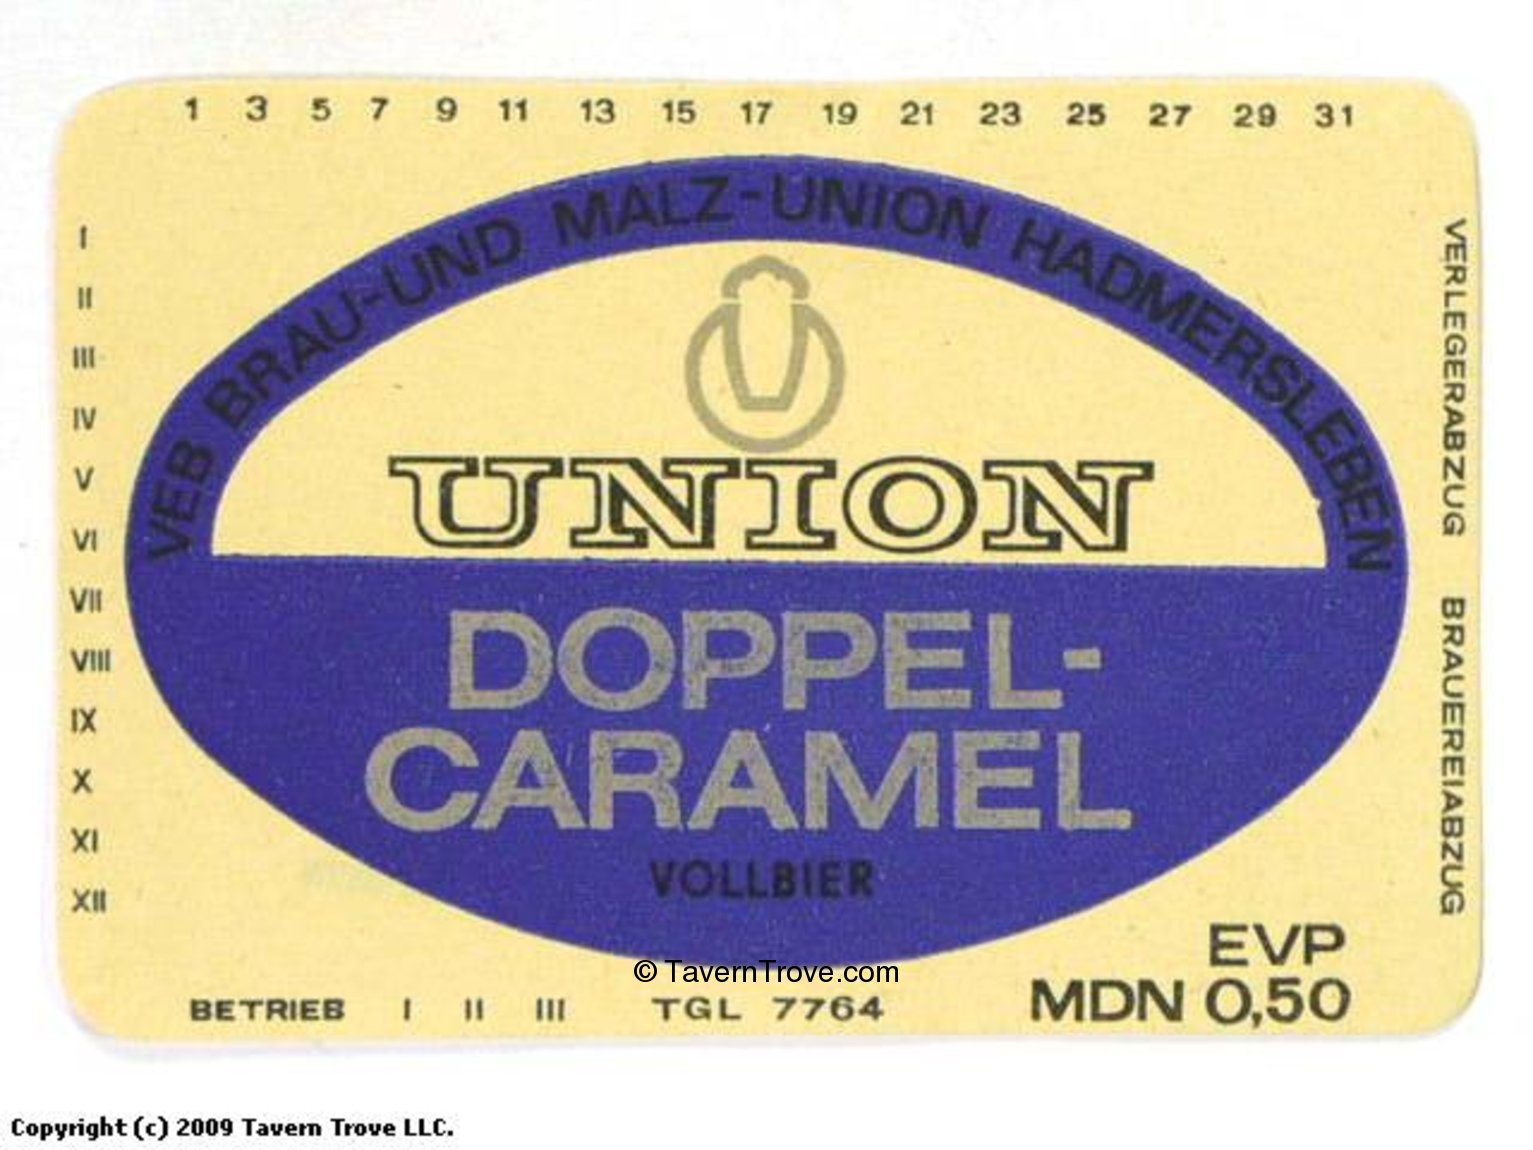 1 3 5 7 9 11 13 15 17 19 21 23 25 27 29 31
VEB BRAU-UND MALZ-UNION HADMERSLEBEN
I
II
III
IV
V
VI
VII
VIII
IX
X
XI
XII
UNION
DOPPEL-
CARAMEL
VOLLBIER
VERLEGERABZUG BRAUEREIABZUG
EVP
MDN 0,50
BETRIEB I II III TGL 7764
© TavernTrove.com
Copyright (c) 2009 Tavern Trove LLC.